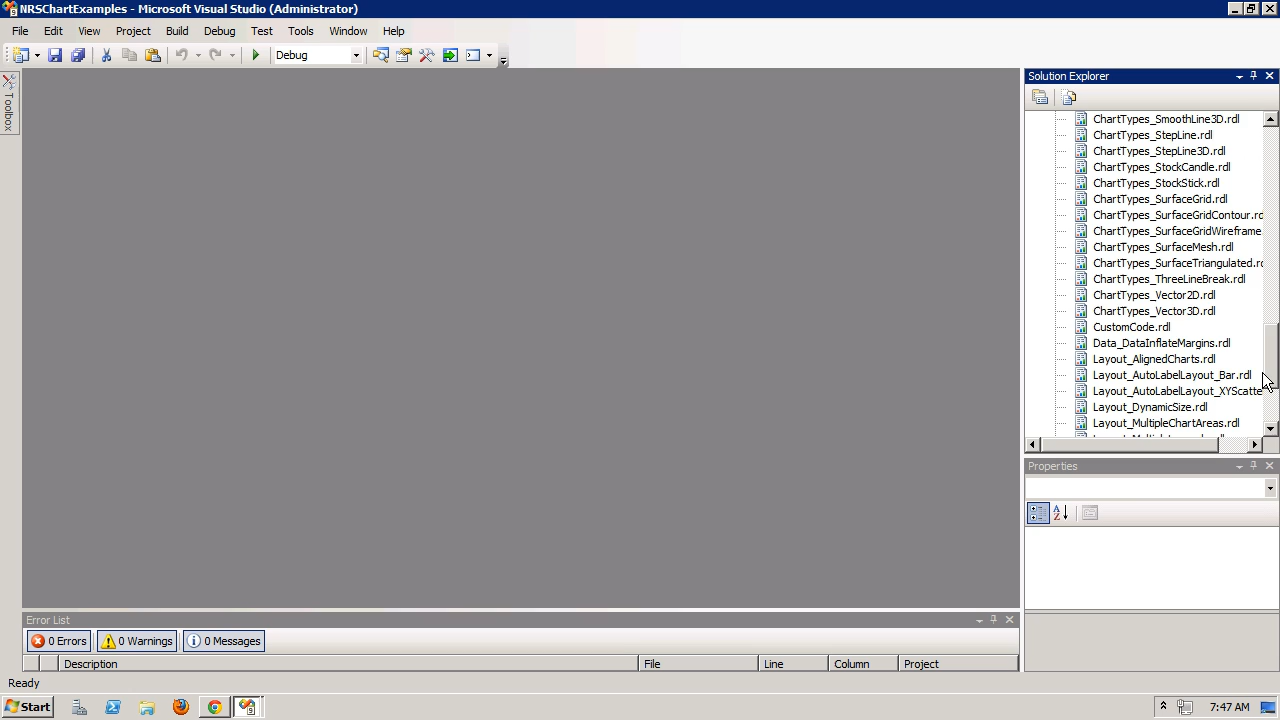 NRSChartExamples - Microsoft Visual Studio (Administrator)
File Edit View Project Build Debug Test Tools Window Help
Debug
Toolbox
Solution Explorer
ChartTypes_SmoothLine3D.rdl
ChartTypes_StepLine.rdl
ChartTypes_StepLine3D.rdl
ChartTypes_StockCandle.rdl
ChartTypes_StockStick.rdl
ChartTypes_SurfaceGrid.rdl
ChartTypes_SurfaceGridContour.rd
ChartTypes_SurfaceGridWireframe
ChartTypes_SurfaceMesh.rdl
ChartTypes_SurfaceTriangulated.rd
ChartTypes_ThreeLineBreak.rdl
ChartTypes_Vector2D.rdl
ChartTypes_Vector3D.rdl
CustomCode.rdl
Data_DataInflateMargins.rdl
Layout_AlignedCharts.rdl
Layout_AutoLabelLayout_Bar.rdl
Layout_AutoLabelLayout_XYScatte
Layout_DynamicSize.rdl
Layout_MultipleChartAreas.rdl
Properties
Error List
0 Errors 0 Warnings 0 Messages
Description File Line Column Project
Ready
Start 7:47 AM